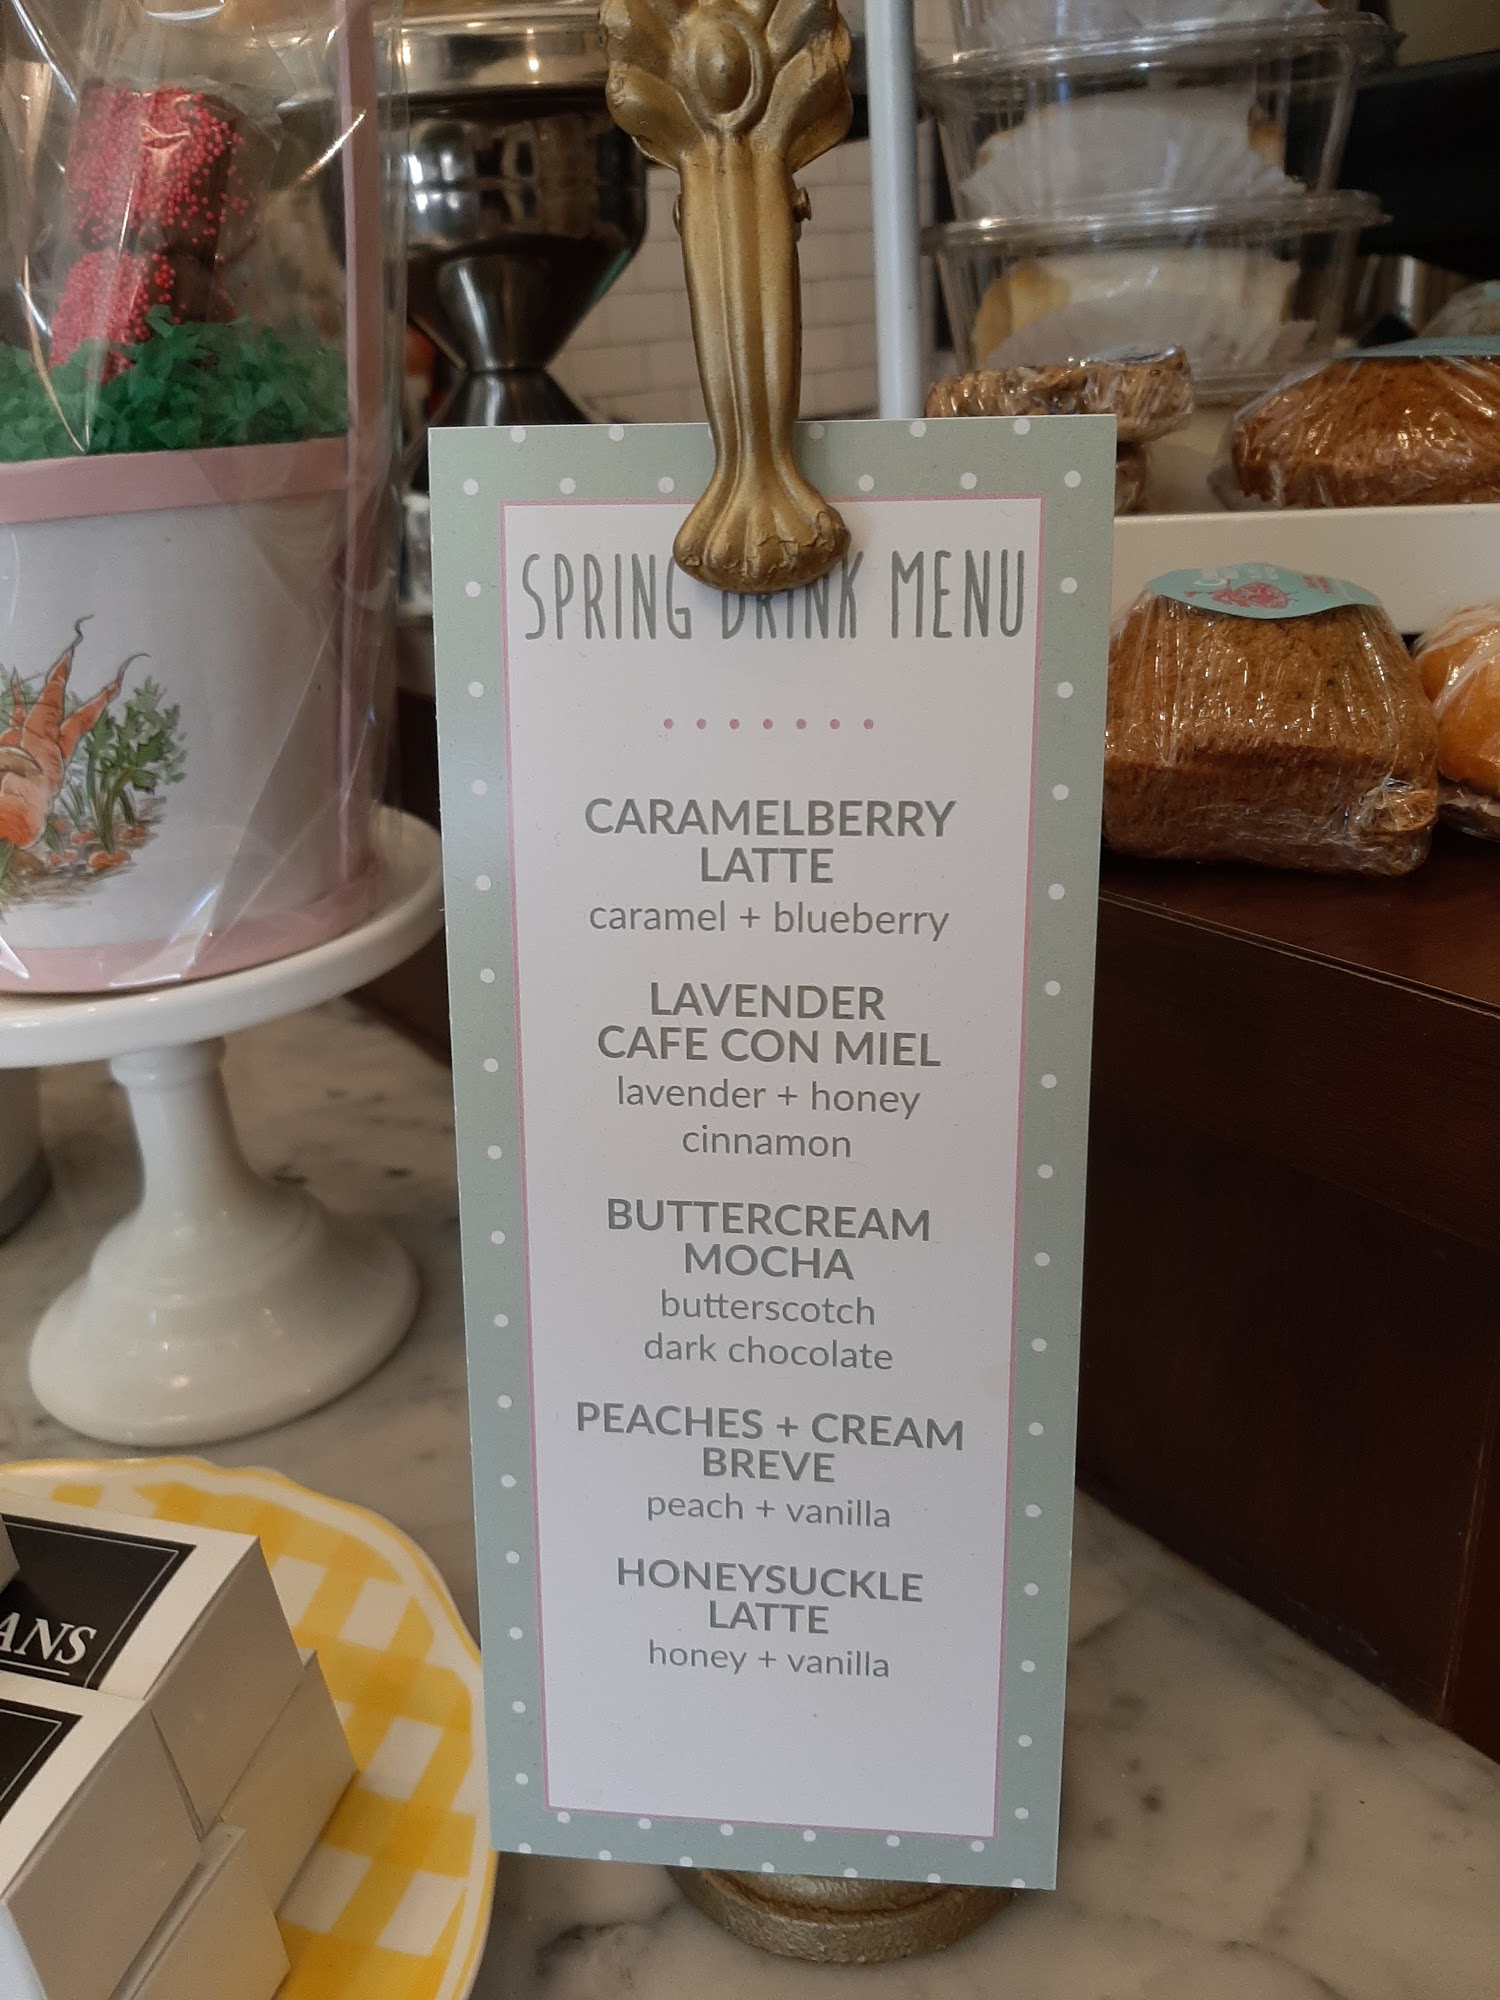 SPRING DRINK MENU
CARAMELBERRY
LATTE
caramel + blueberry
LAVENDER
CAFE CON MIEL
lavender + honey
cinnamon
BUTTERCREAM
MOCHA
butterscotch
dark chocolate
PEACHES + CREAM
BREVE
peach + vanilla
HONEYSUCKLE
LATTE
honey + vanilla
ANS